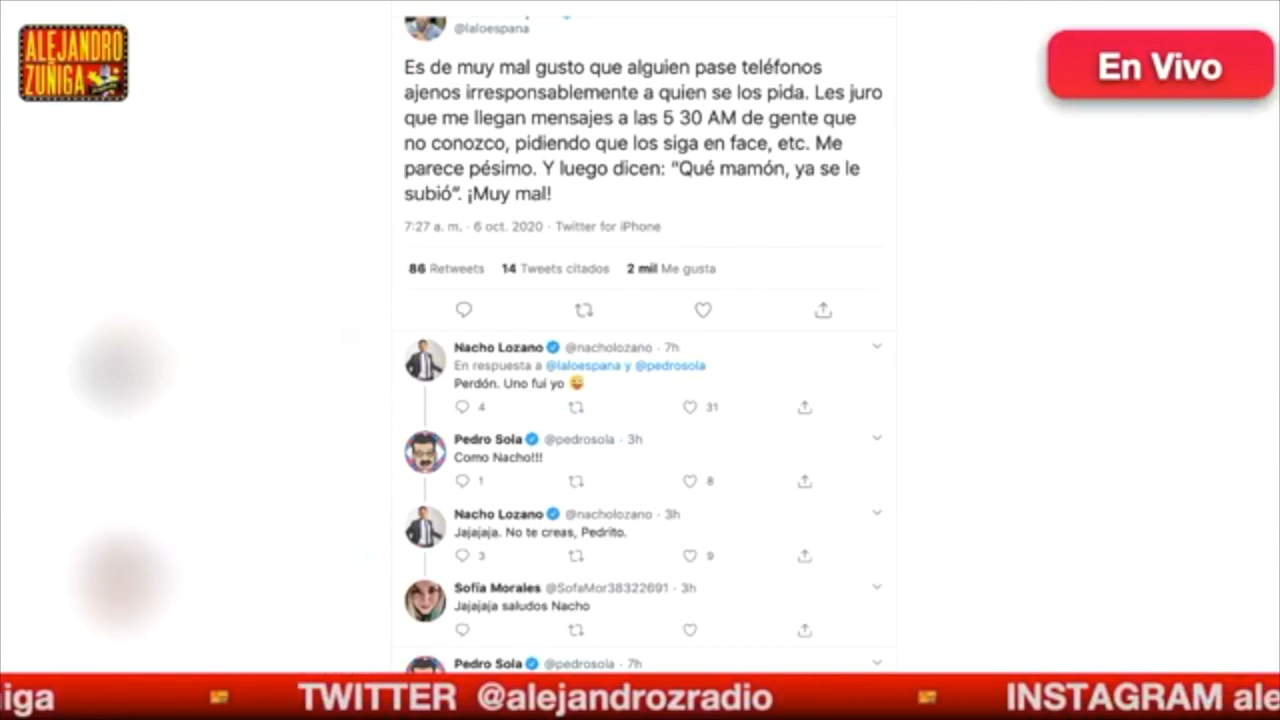 ALEJANDRO
ZUÑIGA
En Vivo
@laloespana
Es de muy mal gusto que alguien pase teléfonos
ajenos irresponsablemente a quien se los pida. Les juro
que me llegan mensajes a las 5 30 AM de gente que
no conozco, pidiendo que los siga en face, etc. Me
parece pésimo. Y luego dicen: “Qué mamón, ya se le
subió”. ¡Muy mal!
7:27 a. m. · 6 oct. 2020 · Twitter for iPhone
86 Retweets 14 Tweets citados 2 mil Me gusta
Nacho Lozano @nacholozano · 7h
En respuesta a @laloespana y @pedrosola
Perdón. Uno fui yo 😜
4 31
Pedro Sola @pedrosola · 3h
Como Nacho!!!
1 8
Nacho Lozano @nacholozano · 3h
Jajajaja. No te creas, Pedrito.
3 9
Sofía Morales @SofaMor38322691 · 3h
Jajajaja saludos Nacho
Pedro Sola @pedrosola · 7h
iga TWITTER @alejandrozradio INSTAGRAM ale